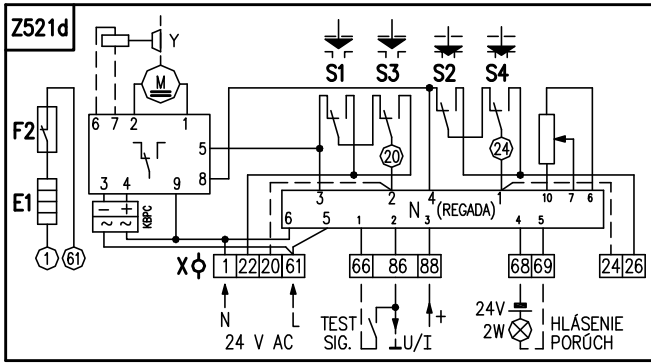 Z521d
Y
M
S1 S3 S2 S4
6 7 2 1
F2
5
8
20
24
3 4 9
3 2 4 1 10 7 6
E1
- +
~ ~
KBPC
N (REGADA)
6 5 1 2 3 4 5
1 61
X 1 22 20 61 66 86 88 68 69 24 26
N L
24 V AC
TEST
SIG.
U/I
+
24V
2W
HLÁSENIE
PORÚCH